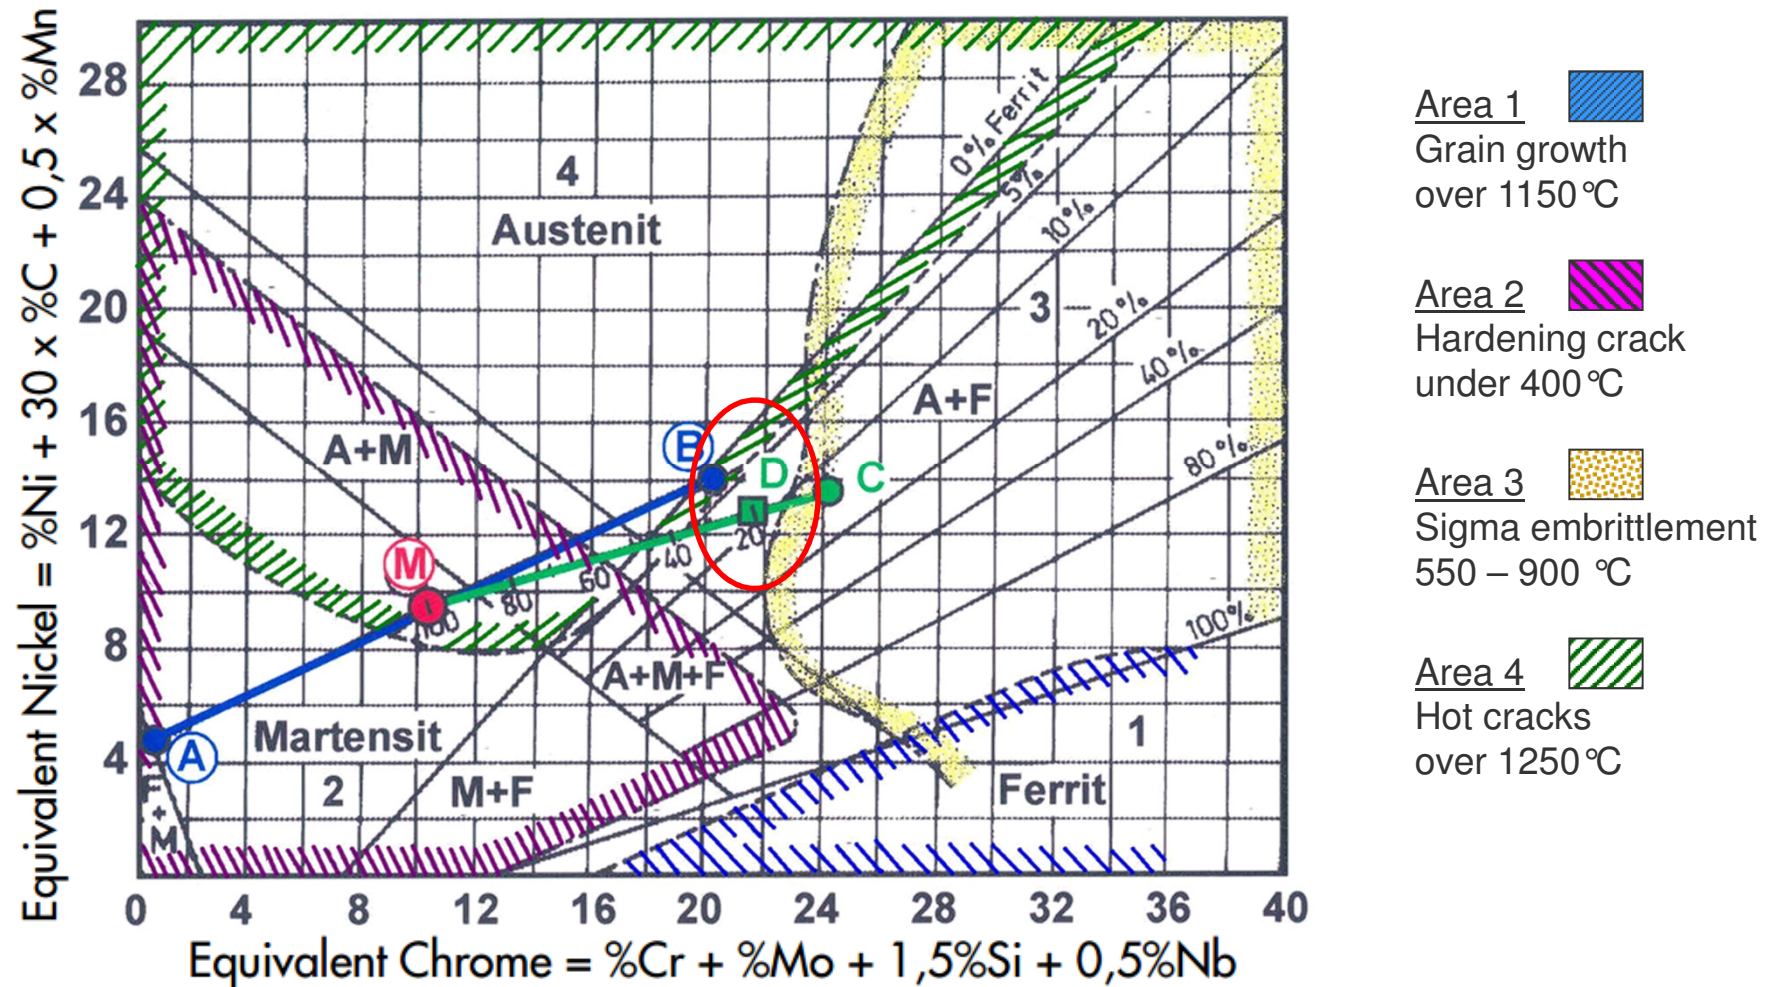 Equivalent Nickel = %Ni + 30 x %C + 0,5 x %Mn
28
24
20
16
12
8
4
0
4
8
12
16
20
24
28
32
36
40
Equivalent Chrome = %Cr + %Mo + 1,5%Si + 0,5%Nb
4
Austenit
0% Ferrit
5%
10%
3
20%
40%
A+F
80%
100%
A+M
B
D
C
M
100
80
60
40
20
A+M+F
A
Martensit
2
M+F
F
+
M
1
Ferrit
Area 1
Grain growth
over 1150°C
Area 2
Hardening crack
under 400°C
Area 3
Sigma embrittlement
550 – 900 °C
Area 4
Hot cracks
over 1250°C